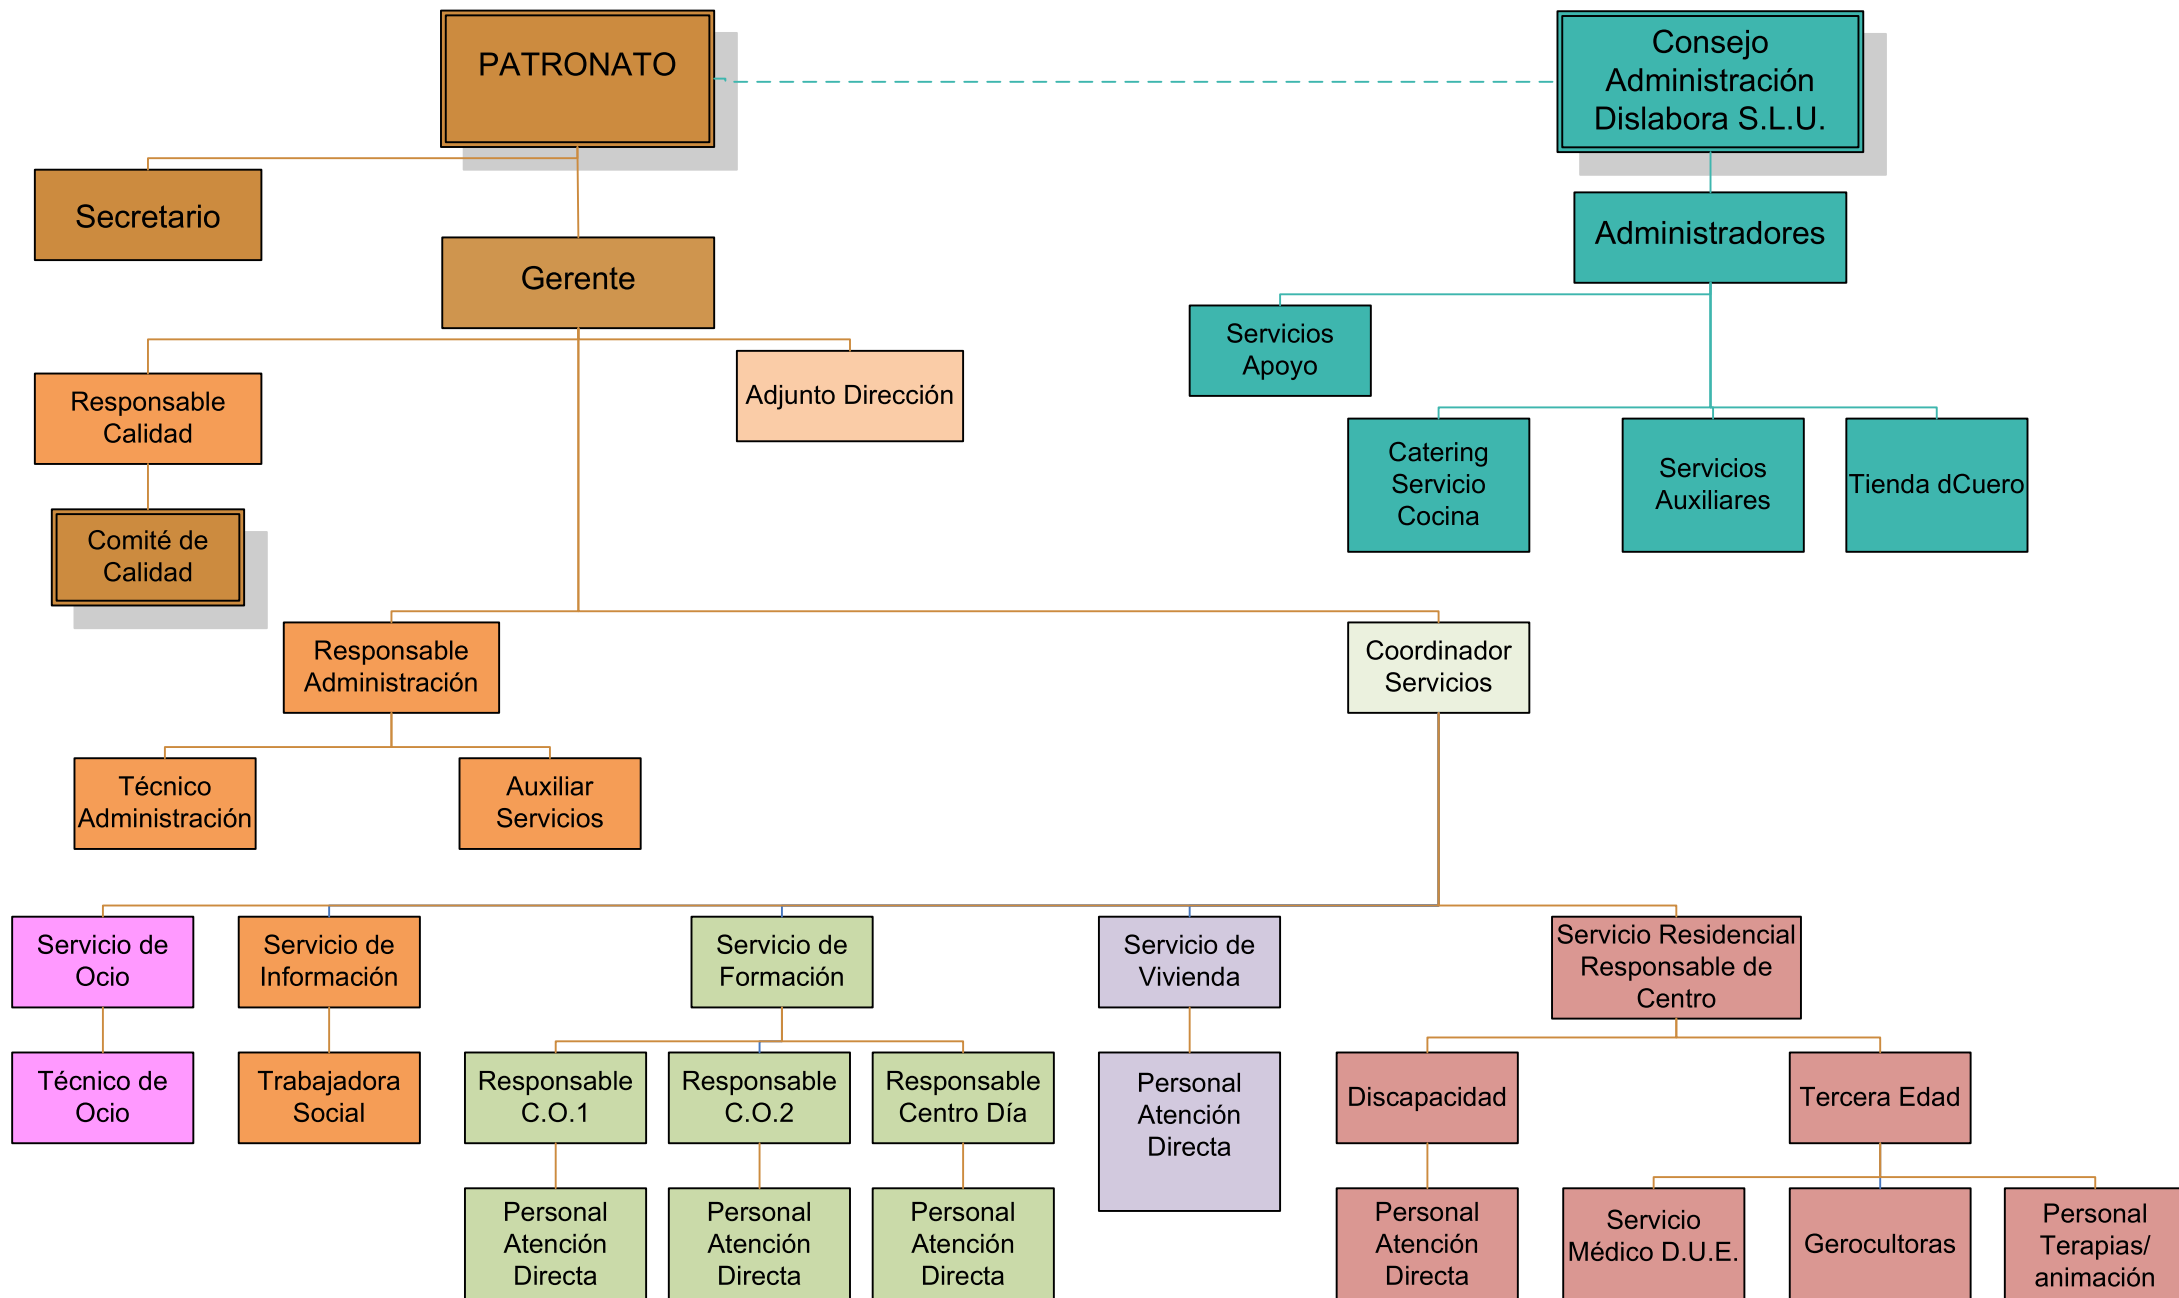 PATRONATO
Consejo
Administración
Dislabora S.L.U.
Secretario
Administradores
Gerente
Servicios
Apoyo
Adjunto Dirección
Responsable
Calidad
Catering
Servicio
Cocina
Servicios
Auxiliares
Tienda dCuero
Comité de
Calidad
Responsable
Administración
Coordinador
Servicios
Técnico
Administración
Auxiliar
Servicios
Servicio de
Ocio
Servicio de
Información
Servicio de
Formación
Servicio de
Vivienda
Servicio Residencial
Responsable de
Centro
Técnico de
Ocio
Trabajadora
Social
Responsable
C.O.1
Responsable
C.O.2
Responsable
Centro Día
Personal
Atención
Directa
Discapacidad
Tercera Edad
Personal
Atención
Directa
Personal
Atención
Directa
Personal
Atención
Directa
Personal
Atención
Directa
Servicio
Médico D.U.E.
Gerocultoras
Personal
Terapias/
animación